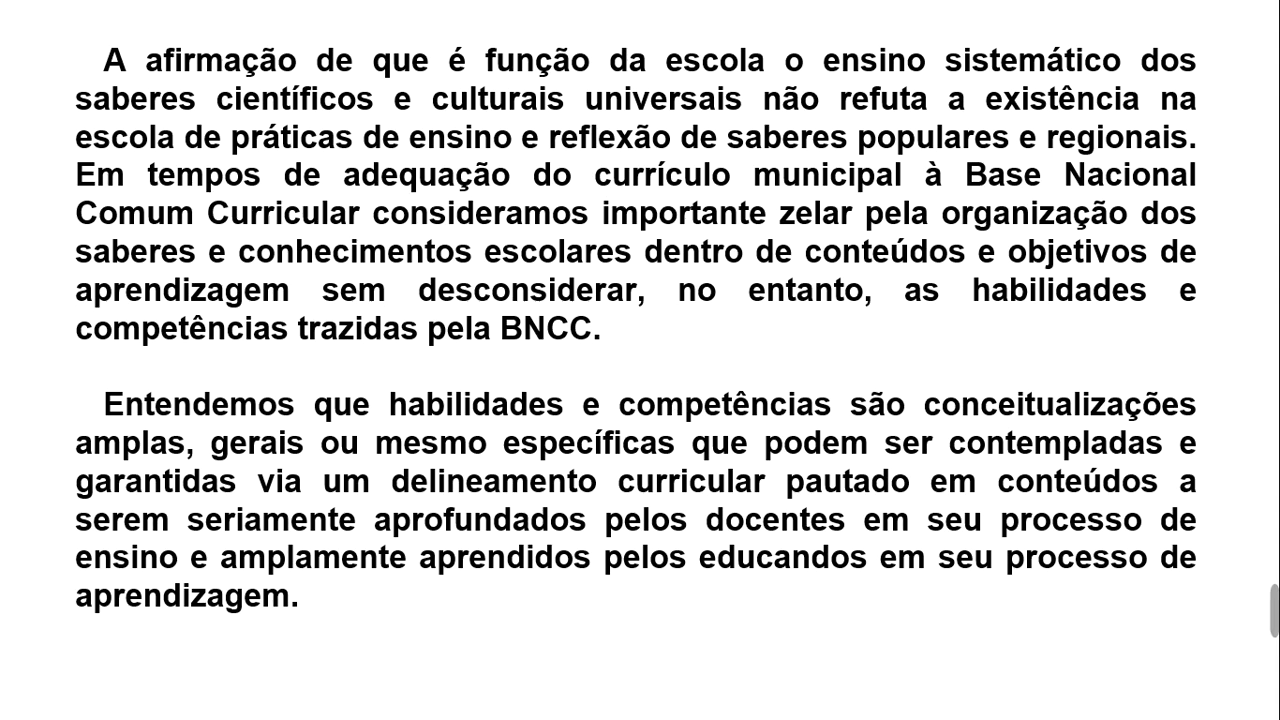 A afirmação de que é função da escola o ensino sistemático dos
saberes científicos e culturais universais não refuta a existência na
escola de práticas de ensino e reflexão de saberes populares e regionais.
Em tempos de adequação do currículo municipal à Base Nacional
Comum Curricular consideramos importante zelar pela organização dos
saberes e conhecimentos escolares dentro de conteúdos e objetivos de
aprendizagem sem desconsiderar, no entanto, as habilidades e
competências trazidas pela BNCC.
Entendemos que habilidades e competências são conceitualizações
amplas, gerais ou mesmo específicas que podem ser contempladas e
garantidas via um delineamento curricular pautado em conteúdos a
serem seriamente aprofundados pelos docentes em seu processo de
ensino e amplamente aprendidos pelos educandos em seu processo de
aprendizagem.